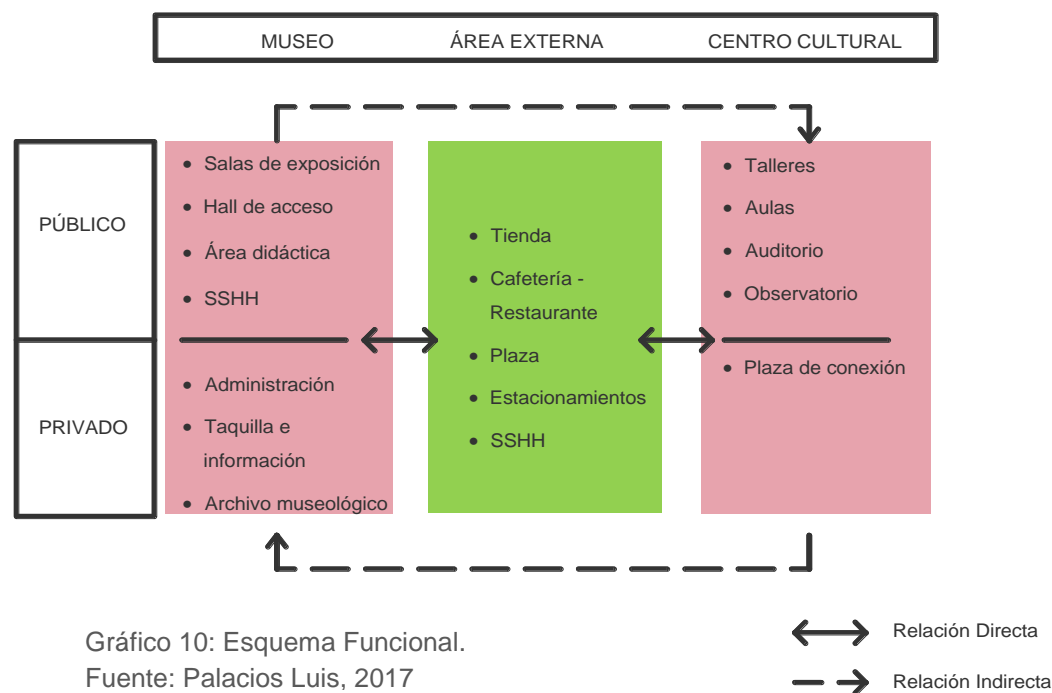 MUSEO ÁREA EXTERNA CENTRO CULTURAL
PÚBLICO
• Salas de exposición
• Hall de acceso
• Área didáctica
• SSHH
PRIVADO
• Administración
• Taquilla e
información
• Archivo museológico
• Tienda
• Cafetería -
Restaurante
• Plaza
• Estacionamientos
• SSHH
• Talleres
• Aulas
• Auditorio
• Observatorio
• Plaza de conexión
Gráfico 10: Esquema Funcional.
Fuente: Palacios Luis, 2017
Relación Directa
Relación Indirecta